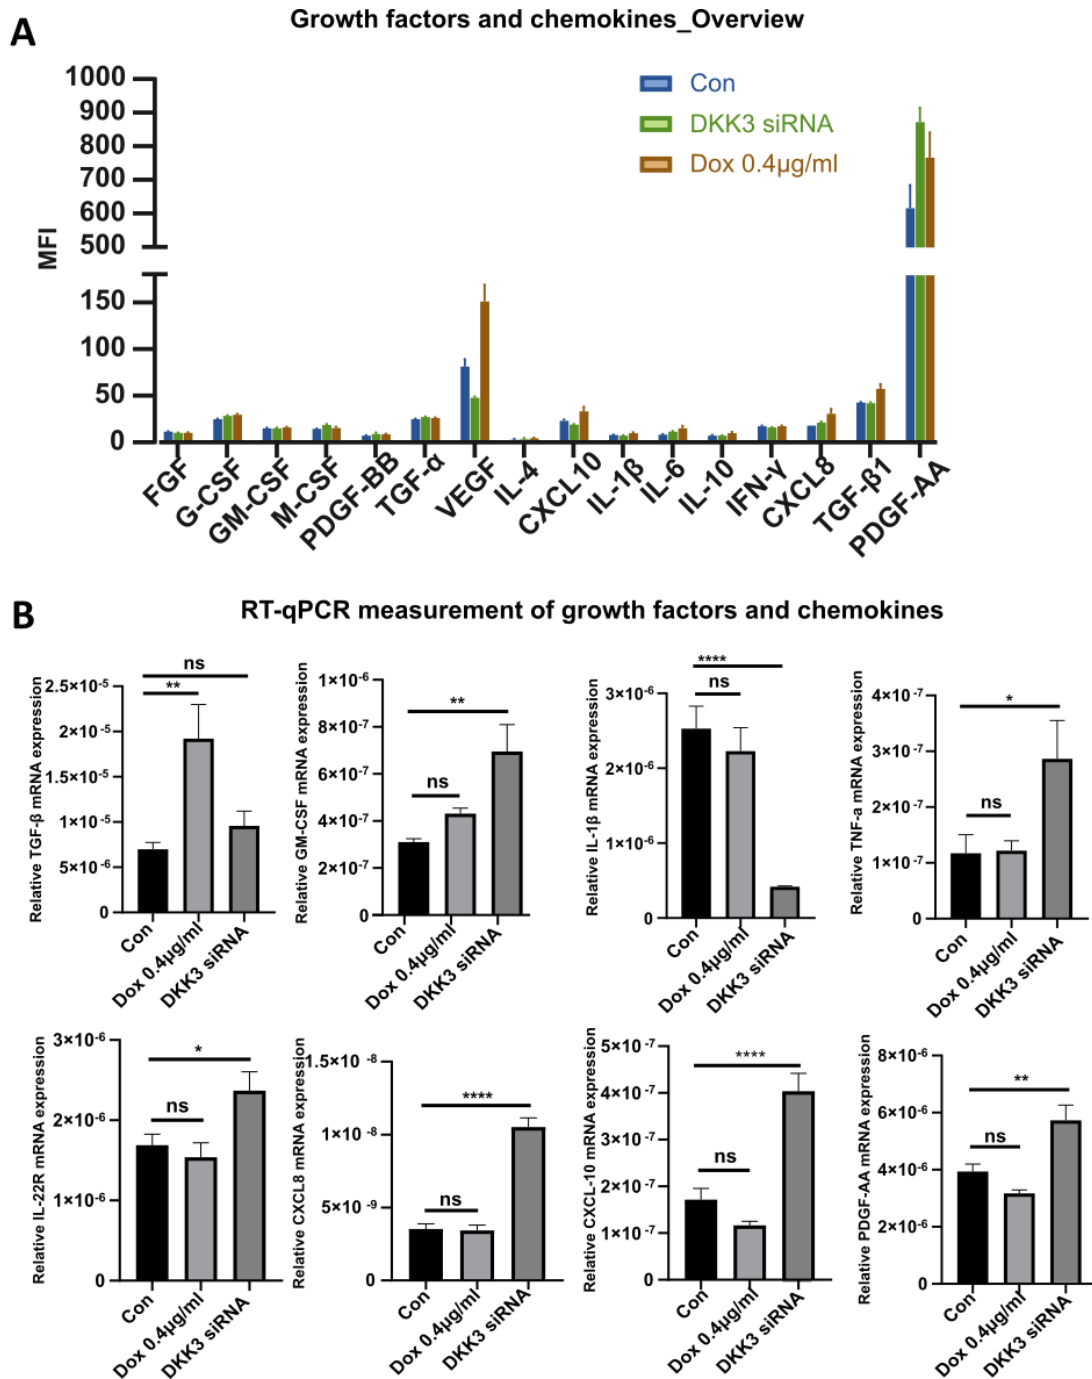 A
Growth factors and chemokines_Overview
MFI
1000
900
800
700
600
500
150
100
50
0
Con
DKK3 siRNA
Dox 0.4µg/ml
FGF
G-CSF
GM-CSF
M-CSF
PDGF-BB
TGF-α
VEGF
IL-4
CXCL10
IL-1β
IL-6
IL-10
IFN-γ
CXCL8
TGF-β1
PDGF-AA
B
RT-qPCR measurement of growth factors and chemokines
Relative TGF-β mRNA expression
2.5×10-5
2×10-5
1.5×10-5
1×10-5
5×10-6
0
ns
**
Con
Dox 0.4µg/ml
DKK3 siRNA
Relative GM-CSF mRNA expression
1×10-6
8×10-7
6×10-7
4×10-7
2×10-7
0
**
ns
Con
Dox 0.4µg/ml
DKK3 siRNA
Relative IL-1β mRNA expression
3×10-6
2×10-6
1×10-6
0
****
ns
Con
Dox 0.4µg/ml
DKK3 siRNA
Relative TNF-a mRNA expression
4×10-7
3×10-7
2×10-7
1×10-7
0
*
ns
Con
Dox 0.4µg/ml
DKK3 siRNA
Relative IL-22R mRNA expression
3×10-6
2×10-6
1×10-6
0
*
ns
Con
Dox 0.4µg/ml
DKK3 siRNA
Relative CXCL8 mRNA expression
1.5×10-8
1×10-8
5×10-9
0
****
ns
Con
Dox 0.4µg/ml
DKK3 siRNA
Relative CXCL-10 mRNA expression
5×10-7
4×10-7
3×10-7
2×10-7
1×10-7
0
****
ns
Con
Dox 0.4µg/ml
DKK3 siRNA
Relative PDGF-AA mRNA expression
8×10-6
6×10-6
4×10-6
2×10-6
0
**
ns
Con
Dox 0.4µg/ml
DKK3 siRNA